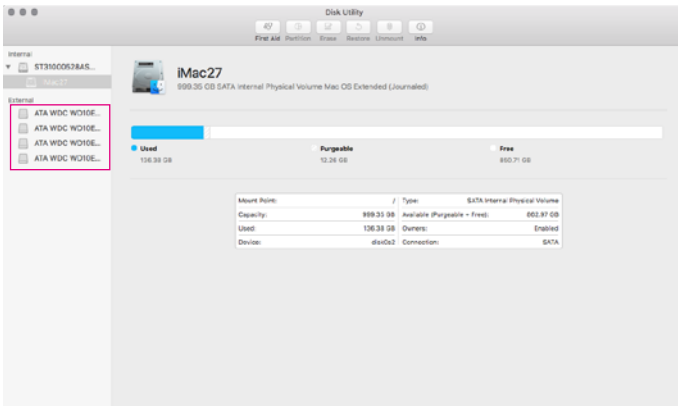 Disk Utility
First Aid Partition Erase Restore Unmount Info
Internal
ST31000528AS...
iMac27
External
ATA WDC WD10E...
ATA WDC WD10E...
ATA WDC WD10E...
ATA WDC WD10E...
iMac27
999.35 GB SATA Internal Physical Volume Mac OS Extended (Journaled)
Used Purgeable Free
136.38 GB 12.26 GB 850.71 GB
Mount Point: / Type: SATA Internal Physical Volume
Capacity: 999.35 GB Available (Purgeable + Free): 862.97 GB
Used: 136.38 GB Owners: Enabled
Device: disk0s2 Connection: SATA